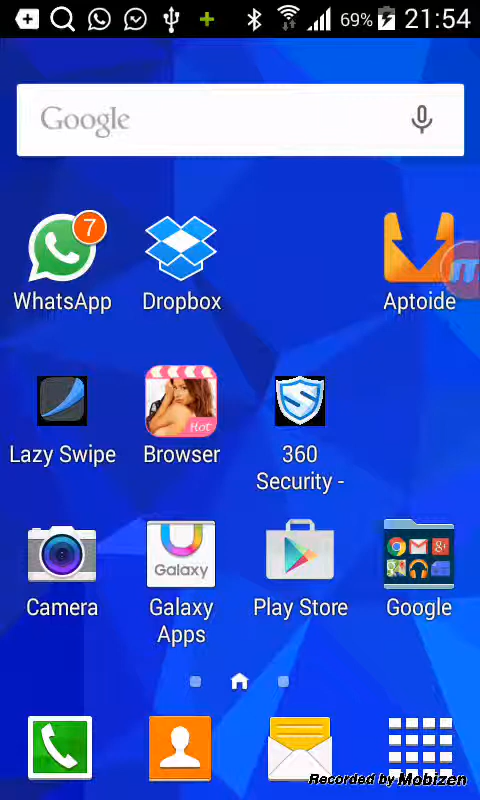 69% 21:54
Google
7
WhatsApp Dropbox Aptoide
Hot
Lazy Swipe Browser 360
Security -
Galaxy
Camera Galaxy Play Store Google
Apps
Recorded by Mobizen